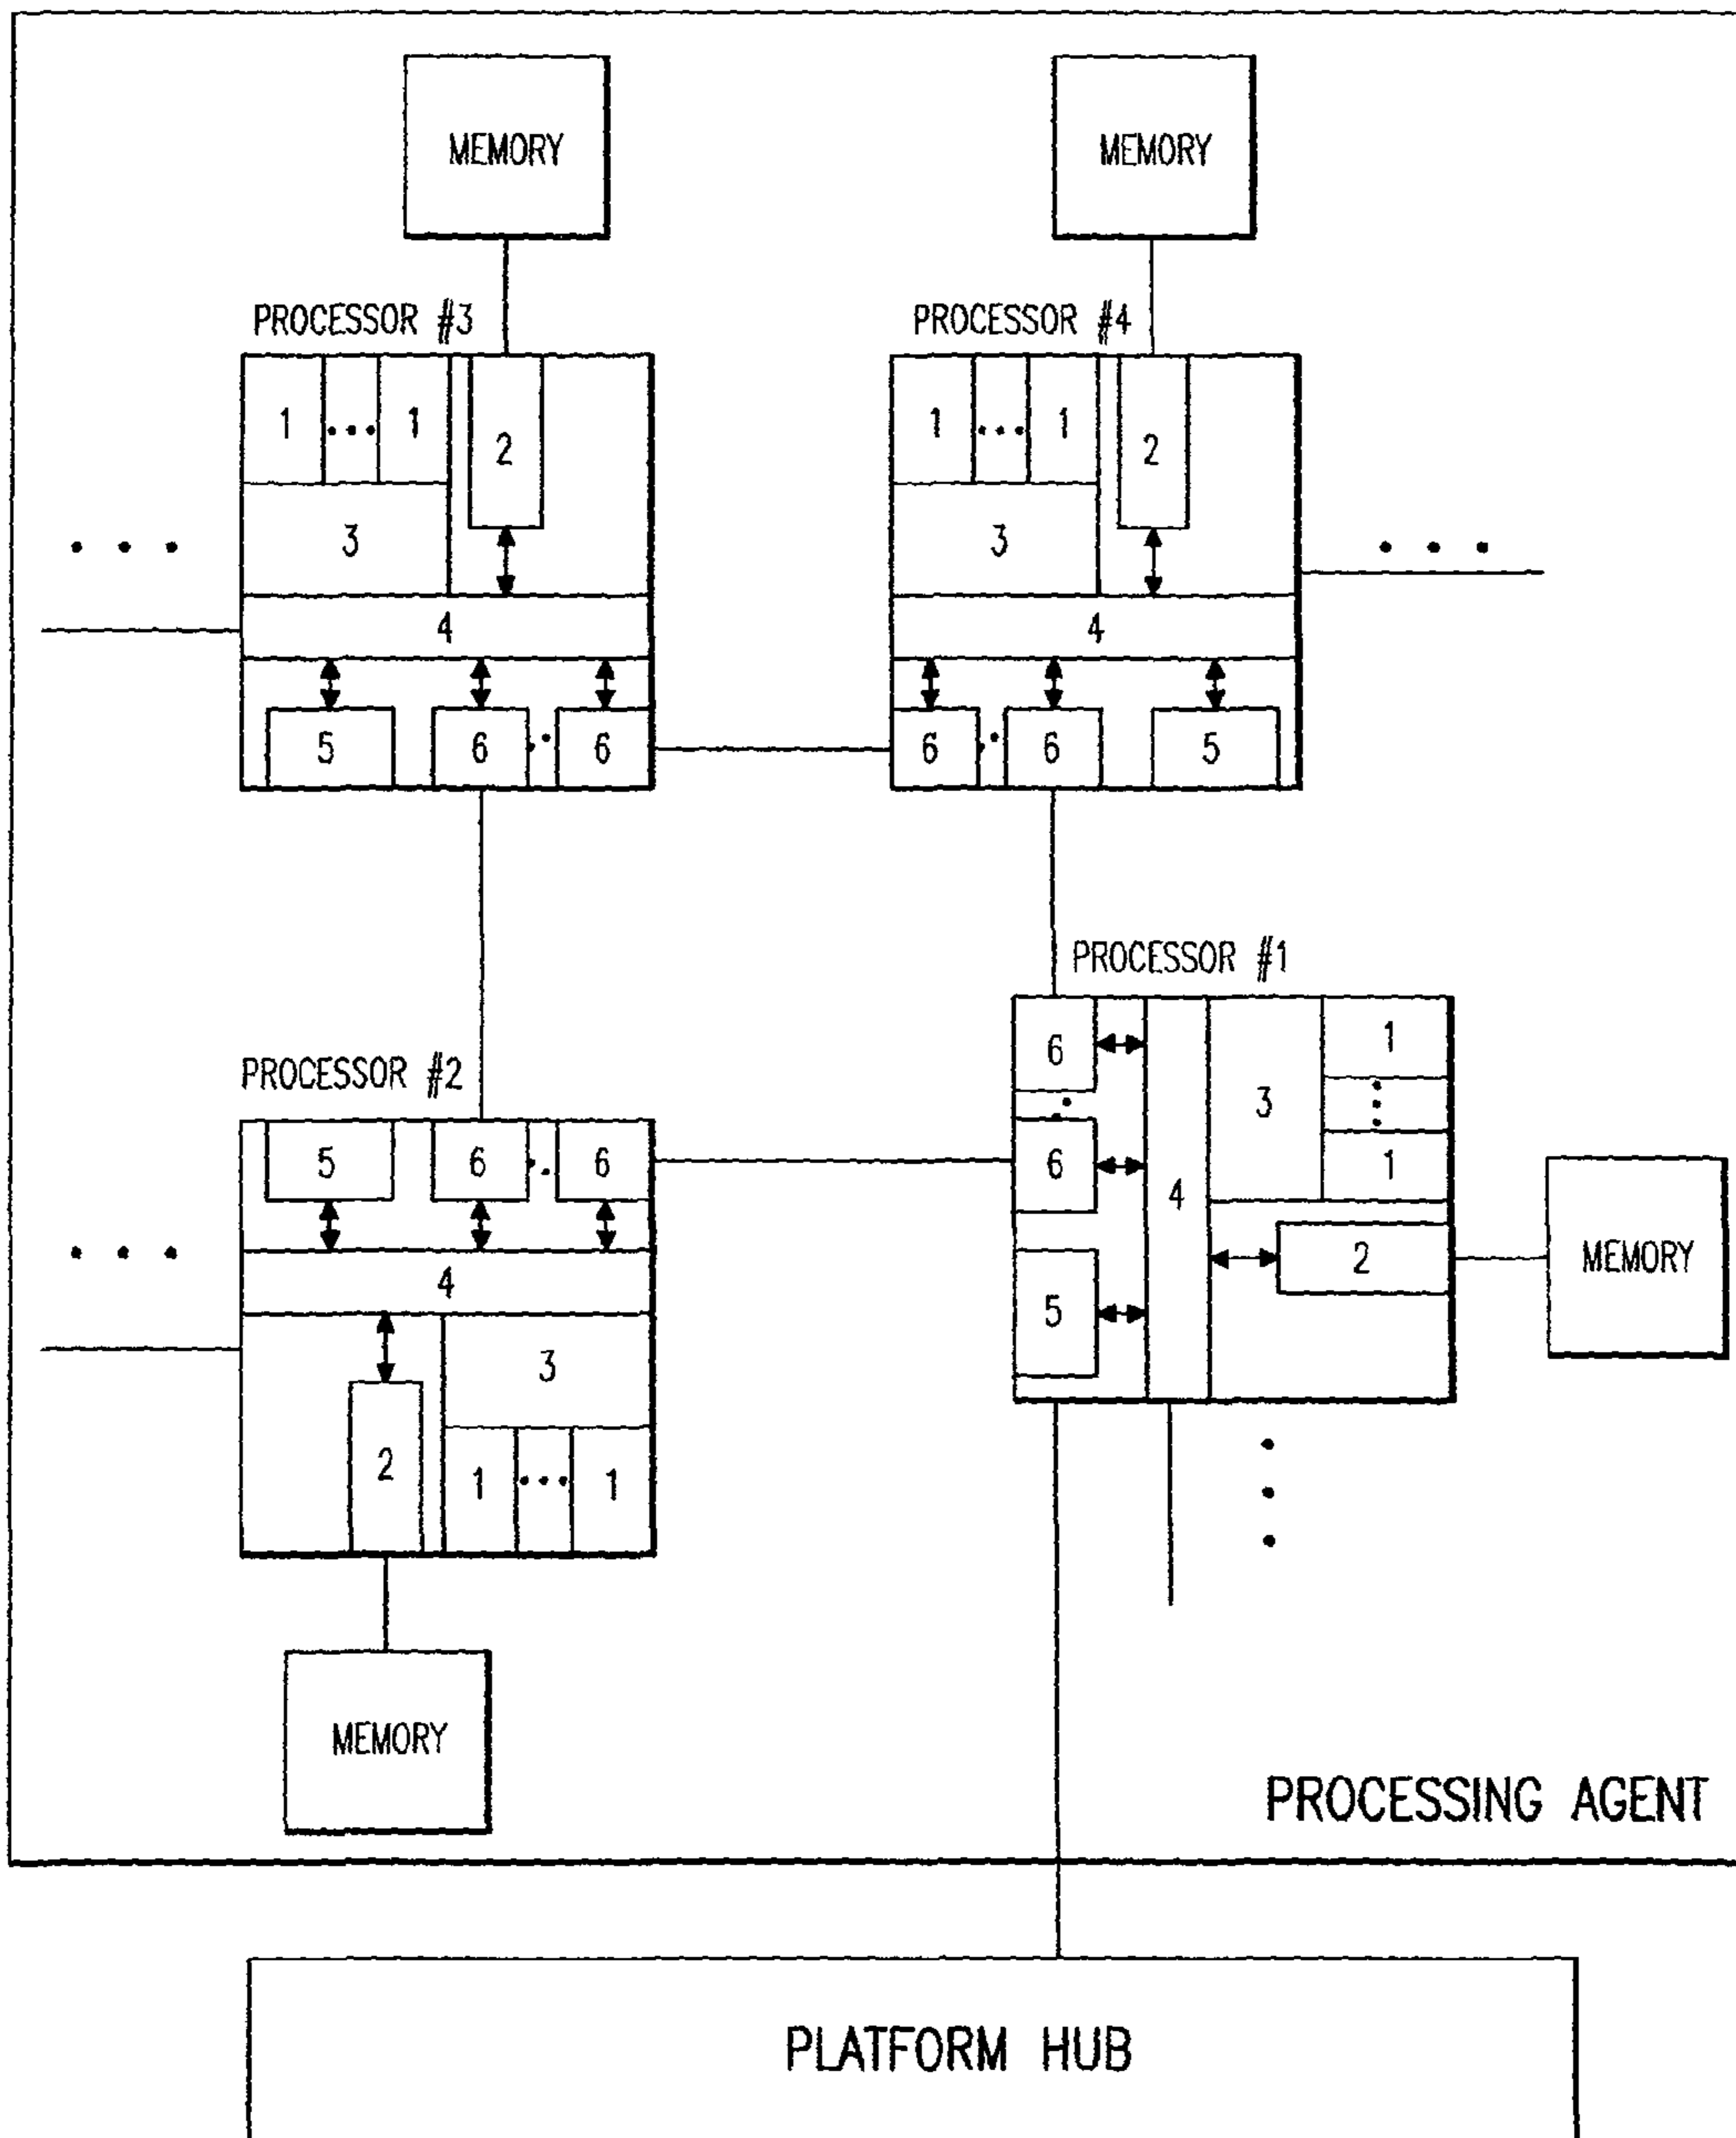 MEMORY
MEMORY
PROCESSOR #3
PROCESSOR #4
1 ... 1
2
3
4
5 6 6
1 ... 1
2
3
4
6 6 5
PROCESSOR #1
6
6
5
4
3
1
1
2
MEMORY
PROCESSOR #2
5 6 6
4
3
2
1 ... 1
MEMORY
PROCESSING AGENT
PLATFORM HUB